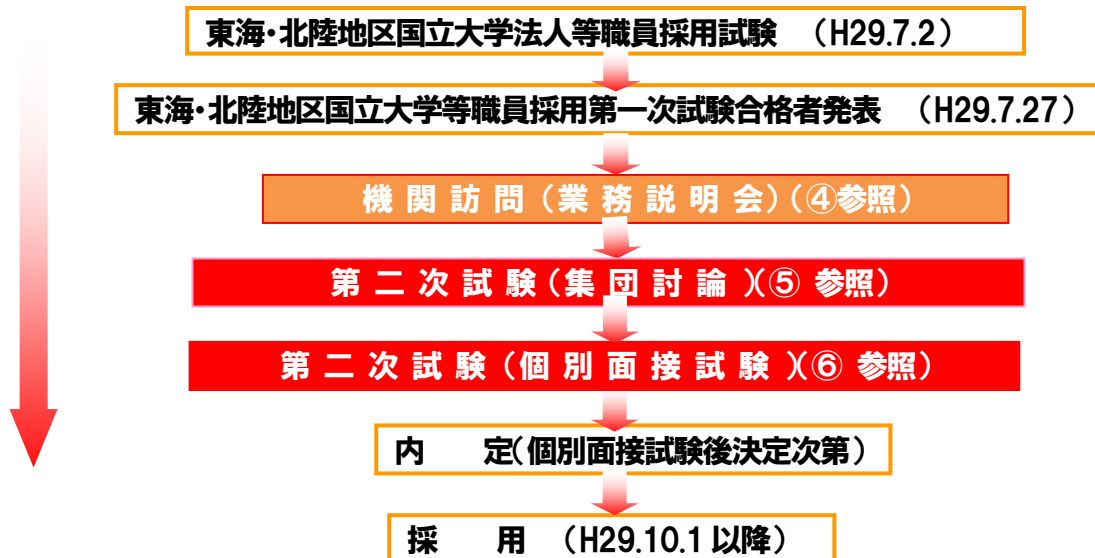 東海・北陸地区国立大学法人等職員採用試験 （H29.7.2）
東海・北陸地区国立大学等職員採用第一次試験合格者発表 （H29.7.27）
機 関 訪 問 （ 業 務 説 明 会 ）（④参照）
第 二 次 試 験 （ 集 団 討 論 ）（⑤ 参照）
第 二 次 試 験 （ 個 別 面 接 試 験 ）（⑥ 参照）
内 定（個別面接試験後決定次第）
採 用 （H29.10.1 以降）